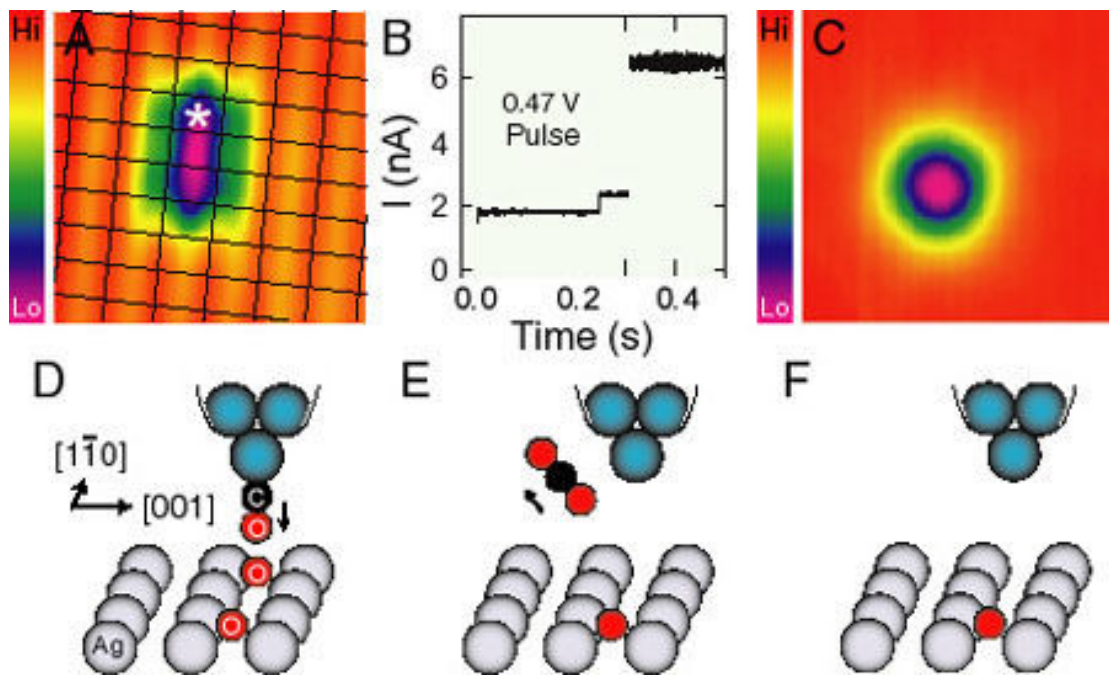 Hi
A
*
Lo
B
I (nA)
6
4
2
0
0.47 V
Pulse
0.0
0.2
0.4
Time (s)
Hi
C
Lo
D
[11̄0]
[001]
C
O
O
O
Ag
E
F